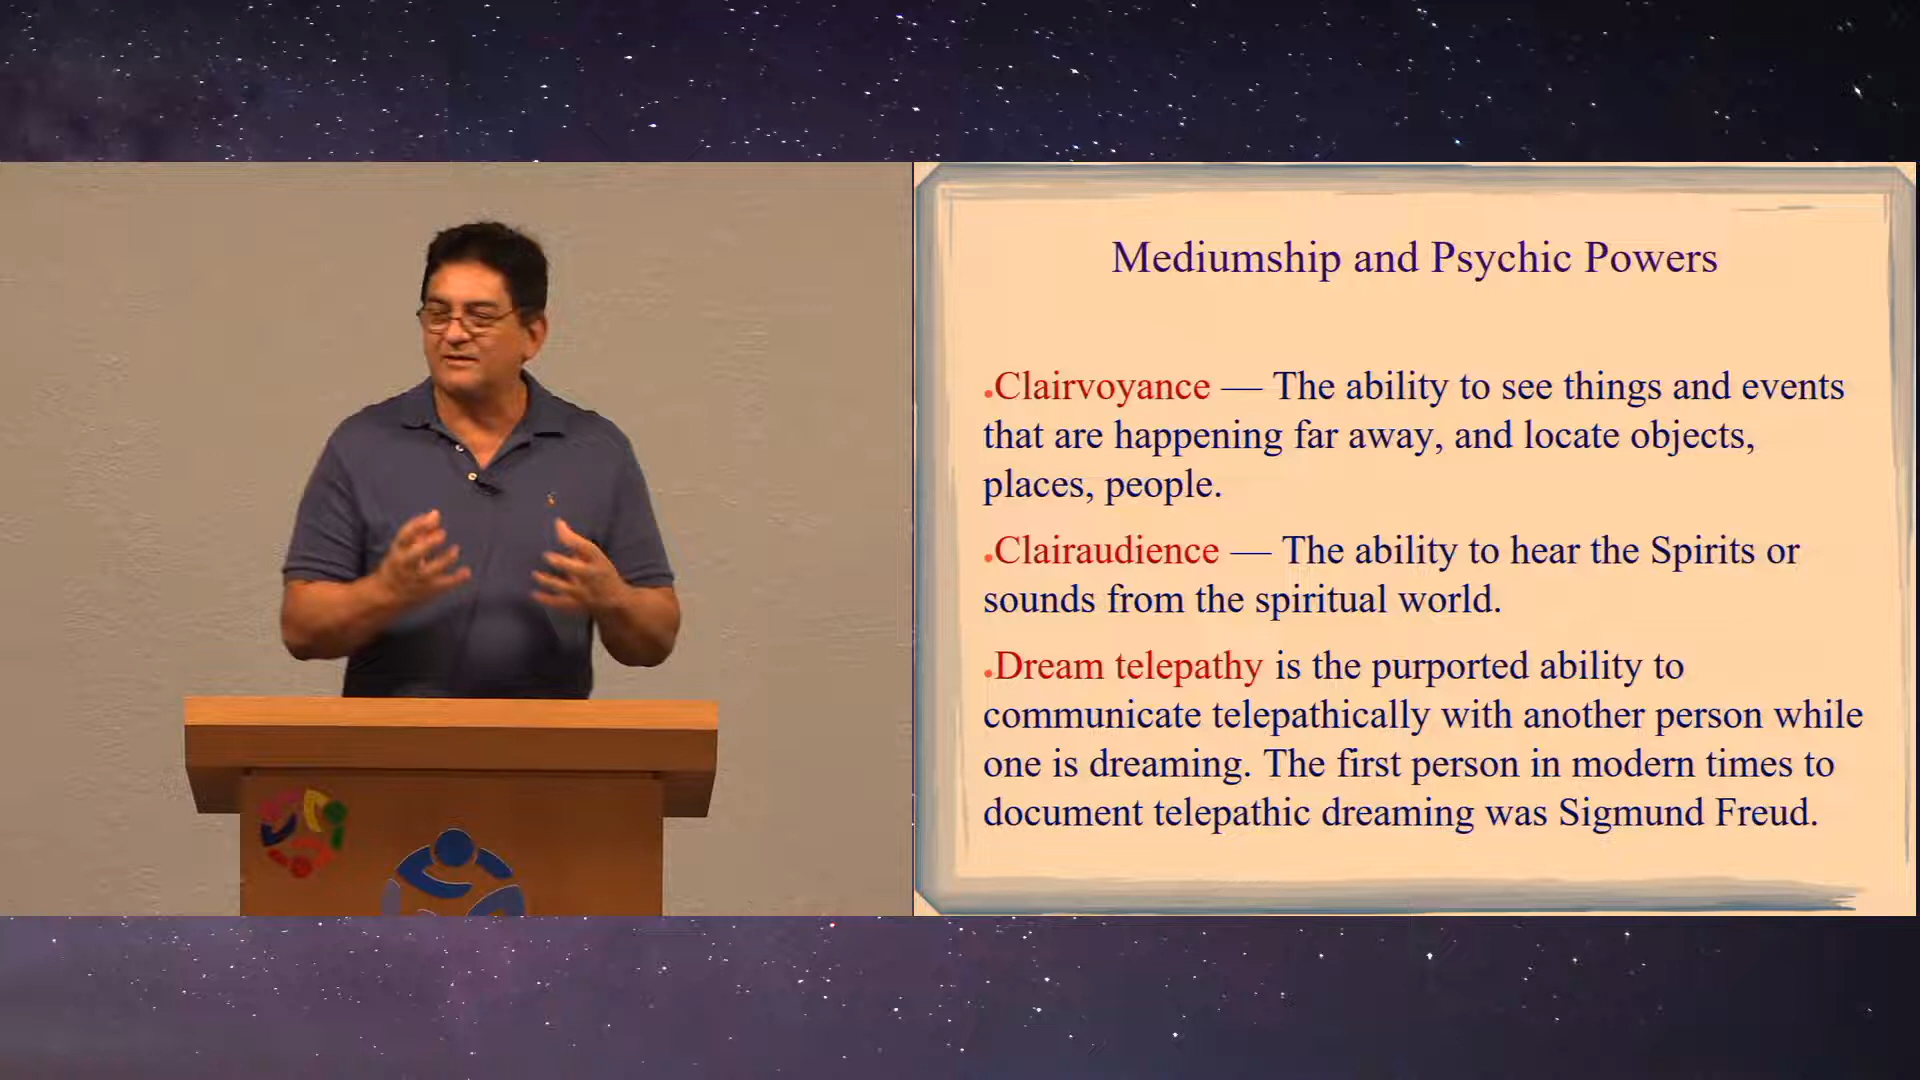 Mediumship and Psychic Powers
•Clairvoyance — The ability to see things and events
that are happening far away, and locate objects,
places, people.
•Clairaudience — The ability to hear the Spirits or
sounds from the spiritual world.
•Dream telepathy is the purported ability to
communicate telepathically with another person while
one is dreaming. The first person in modern times to
document telepathic dreaming was Sigmund Freud.